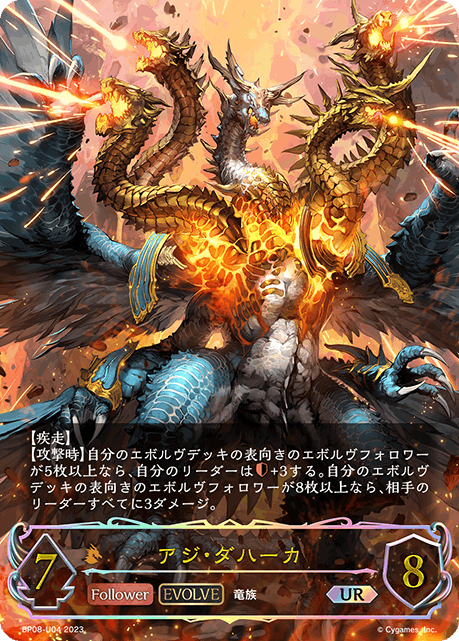 【疾走】
【攻撃時】自分のエボルヴデッキの表向きのエボルヴフォロワー
が5枚以上なら、自分のリーダーは+3する。自分のエボルヴ
デッキの表向きのエボルヴフォロワーが8枚以上なら、相手の
リーダーすべてに3ダメージ。
アジ・ダハーカ
7
8
Follower EVOLVE 竜族 UR
BP08-U04 2023 © Cygames, Inc.